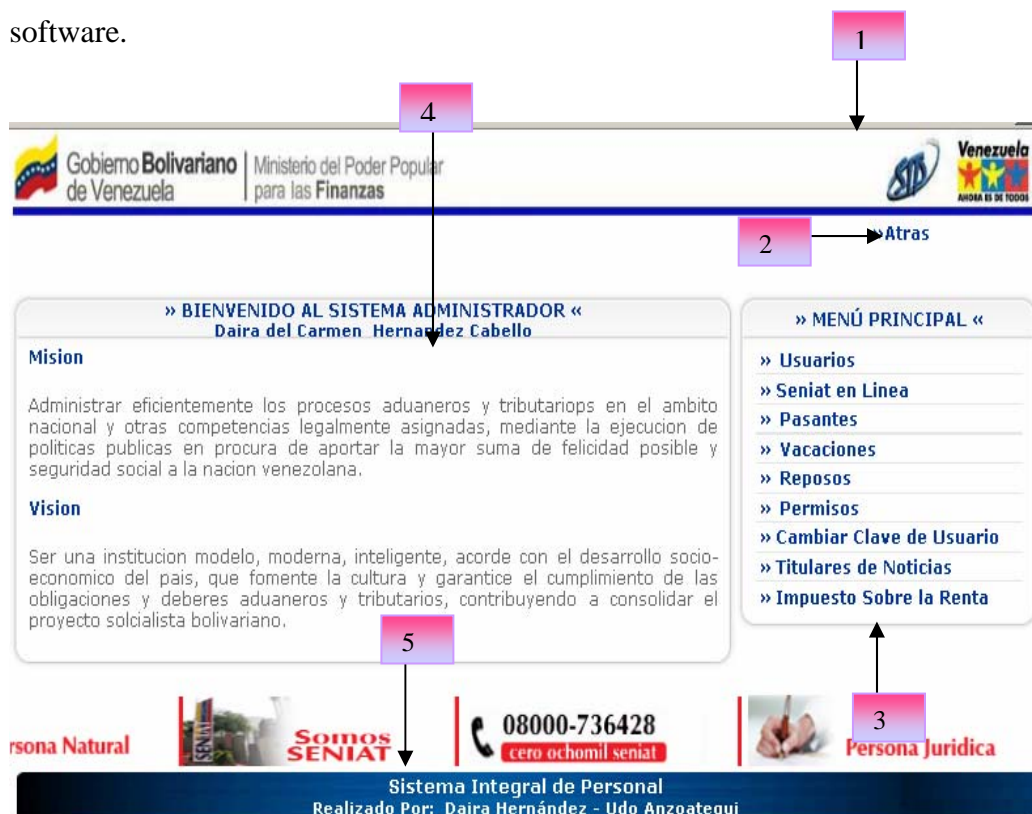 software.
1
4
Gobierno Bolivariano
de Venezuela
Ministerio del Poder Popular
para las Finanzas
STS
Venezuela
AHORA ES DE TODOS
2
»Atras
» BIENVENIDO AL SISTEMA ADMINISTRADOR «
Daira del Carmen Hernandez Cabello
Mision
Administrar eficientemente los procesos aduaneros y tributariops en el ambito
nacional y otras competencias legalmente asignadas, mediante la ejecucion de
politicas publicas en procura de aportar la mayor suma de felicidad posible y
seguridad social a la nacion venezolana.
Vision
Ser una institucion modelo, moderna, inteligente, acorde con el desarrollo socio-
economico del pais, que fomente la cultura y garantice el cumplimiento de las
obligaciones y deberes aduaneros y tributarios, contribuyendo a consolidar el
proyecto solcialista bolivariano.
» MENÚ PRINCIPAL «
» Usuarios
» Seniat en Linea
» Pasantes
» Vacaciones
» Reposos
» Permisos
» Cambiar Clave de Usuario
» Titulares de Noticias
» Impuesto Sobre la Renta
5
3
rsona Natural
SENIAT
Somos
SENIAT
08000-736428
cero ochomil seniat
Persona Juridica
Sistema Integral de Personal
Realizado Por: Daira Hernández - Udo Anzoategui